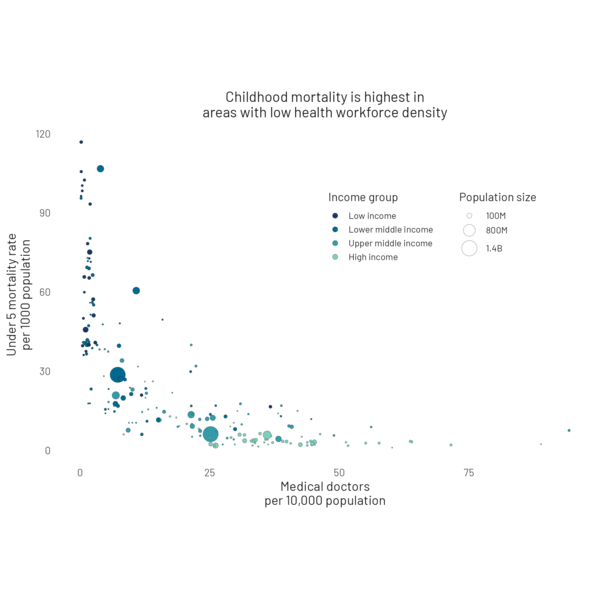 Childhood mortality is highest in
areas with low health workforce density
120
90
60
30
0
Under 5 mortality rate
per 1000 population
Income group
Low income
Lower middle income
Upper middle income
High income
Population size
100M
800M
1.4B
0
25
50
75
Medical doctors
per 10,000 population